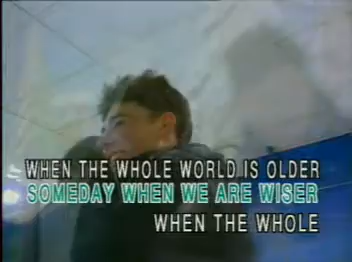 WHEN THE WHOLE WORLD IS OLDER
SOMEDAY WHEN WE ARE WISER
WHEN THE WHOLE